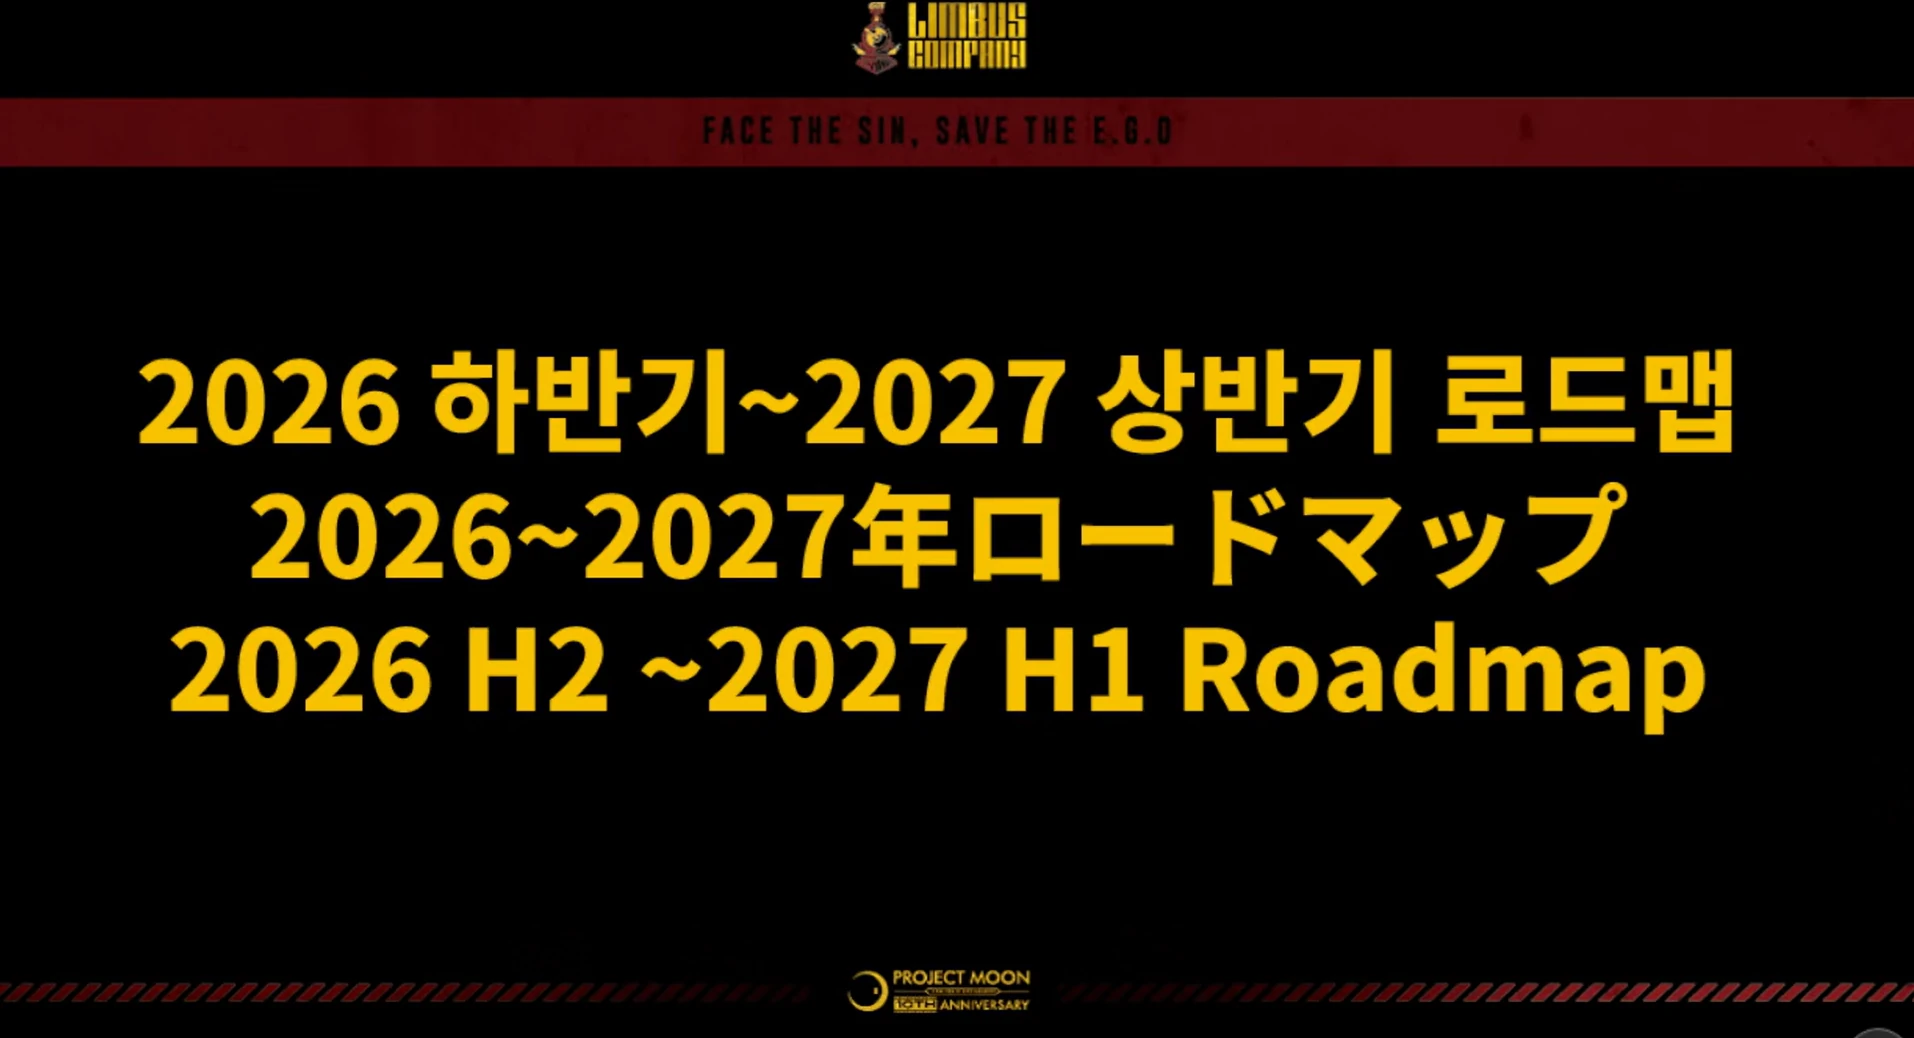 LIMBUS
COMPANY
FACE THE SIN, SAVE THE E.G.O
2026 하반기~2027 상반기 로드맵
2026~2027年ロードマップ
2026 H2 ~2027 H1 Roadmap
PROJECT MOON
10TH ANNIVERSARY